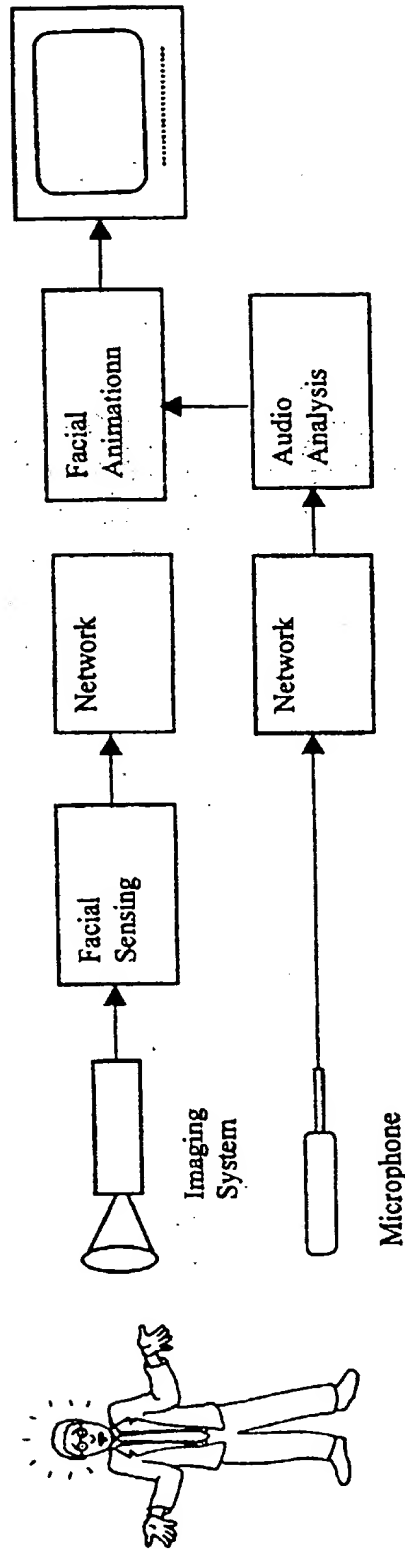 Imaging
System
Facial
Sensing
Network
Facial
Animationn
Microphone
Network
Audio
Analysis